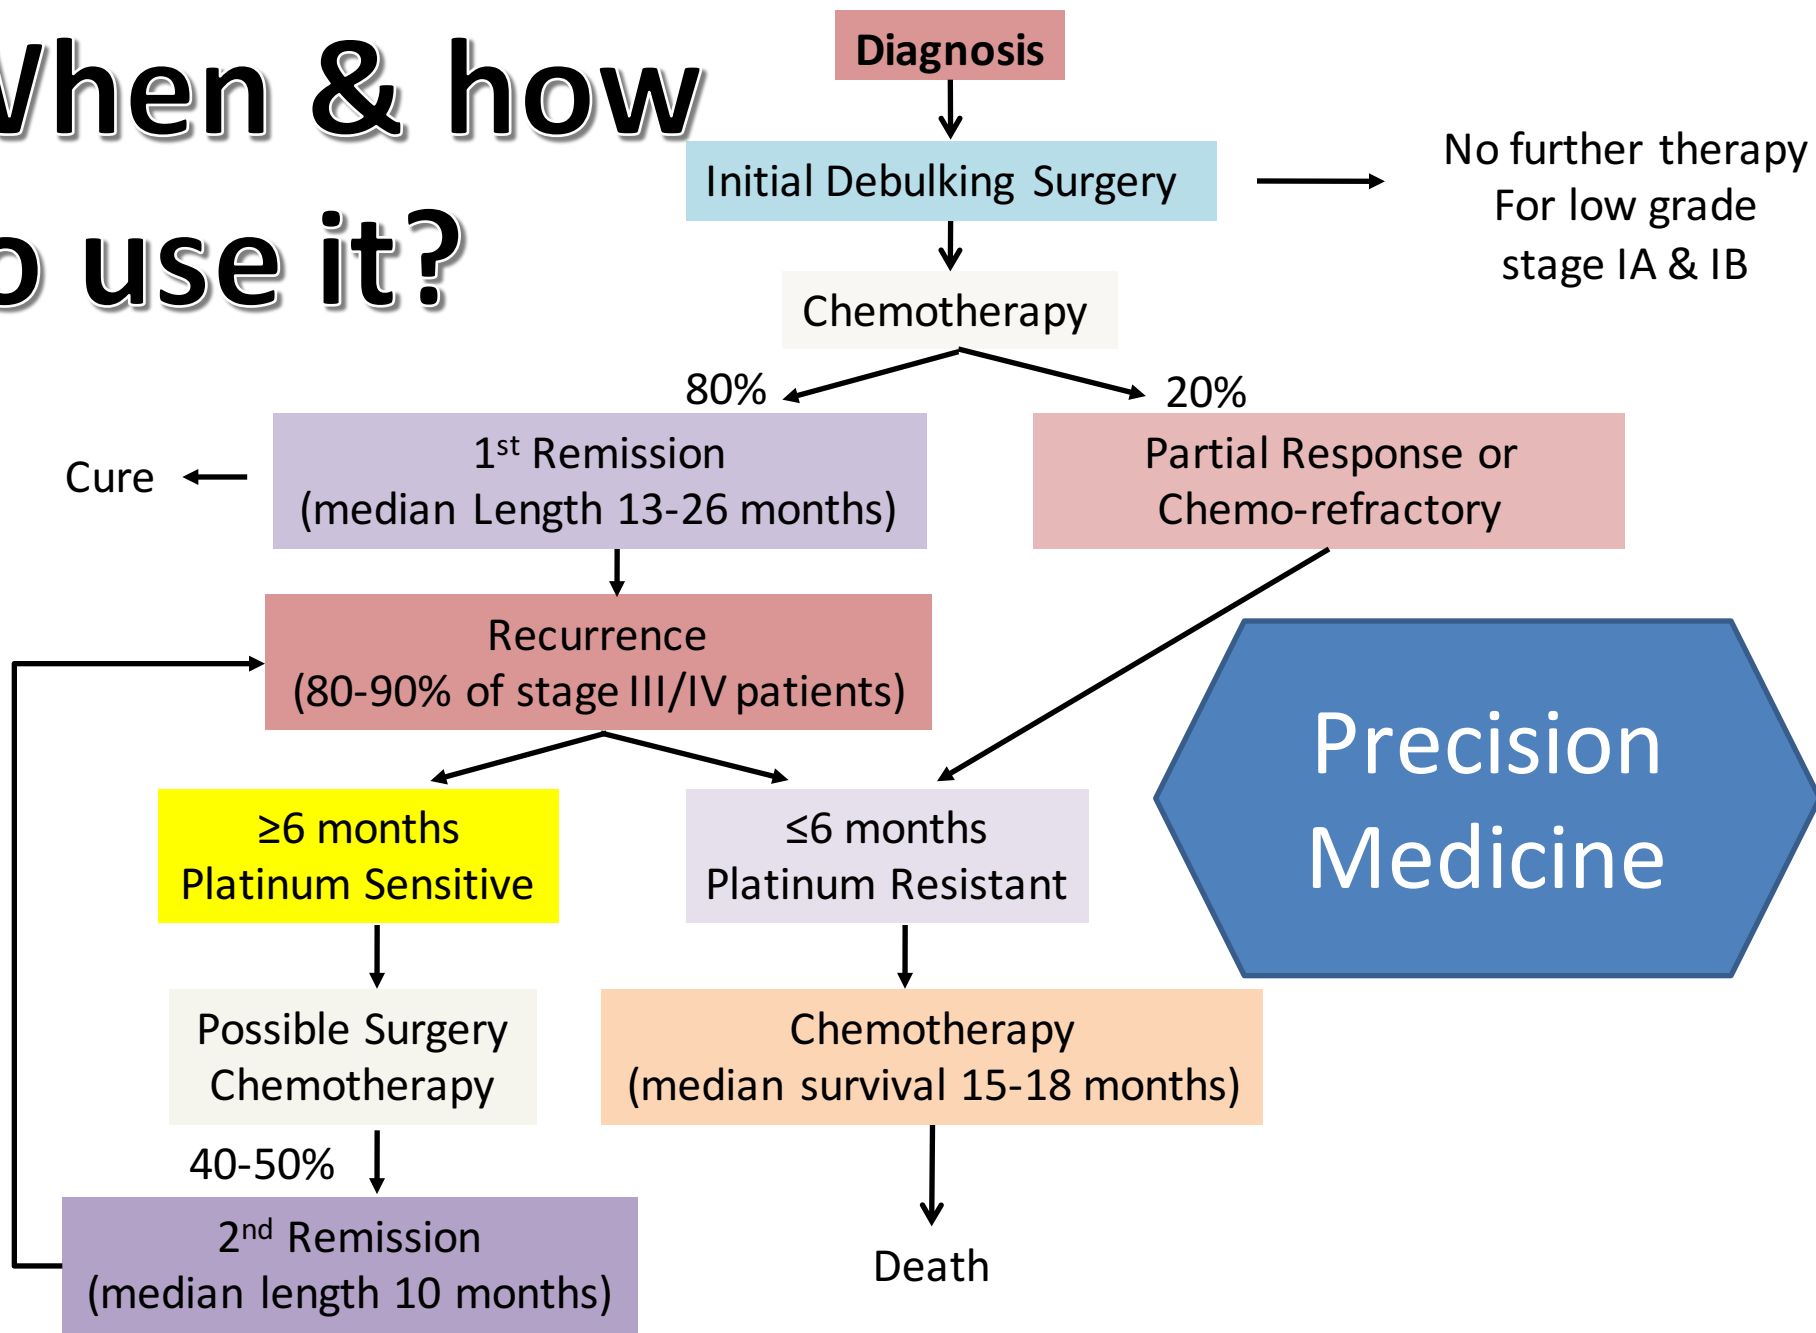 When & how
o use it?
Diagnosis
Initial Debulking Surgery
No further therapy
For low grade
stage IA & IB
Chemotherapy
80%
20%
1st Remission
(median Length 13-26 months)
Cure
Partial Response or
Chemo-refractory
Recurrence
(80-90% of stage III/IV patients)
Precision
Medicine
≥6 months
Platinum Sensitive
≤6 months
Platinum Resistant
Possible Surgery
Chemotherapy
Chemotherapy
(median survival 15-18 months)
40-50%
2nd Remission
(median length 10 months)
Death